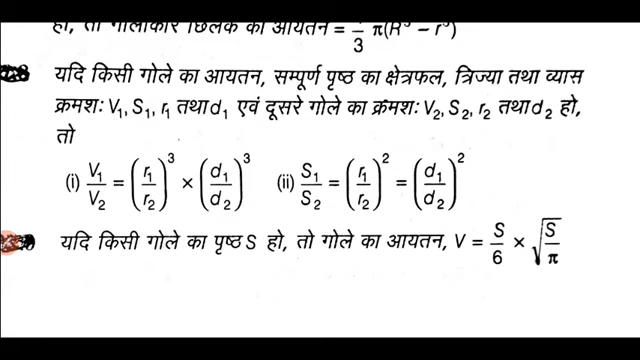 हो, तो गोलाकार छिलके का आयतन = 4/3 π(R³ − r³)
यदि किसी गोले का आयतन, सम्पूर्ण पृष्ठ का क्षेत्रफल, त्रिज्या तथा व्यास
क्रमशः V₁, S₁, r₁ तथा d₁ एवं दूसरे गोले का क्रमशः V₂, S₂, r₂ तथा d₂ हो,
तो
(i) V₁/V₂ = (r₁/r₂)³ × (d₁/d₂)³ (ii) S₁/S₂ = (r₁/r₂)² = (d₁/d₂)²
यदि किसी गोले का पृष्ठ S हो, तो गोले का आयतन, V = S/6 × √(S/π)